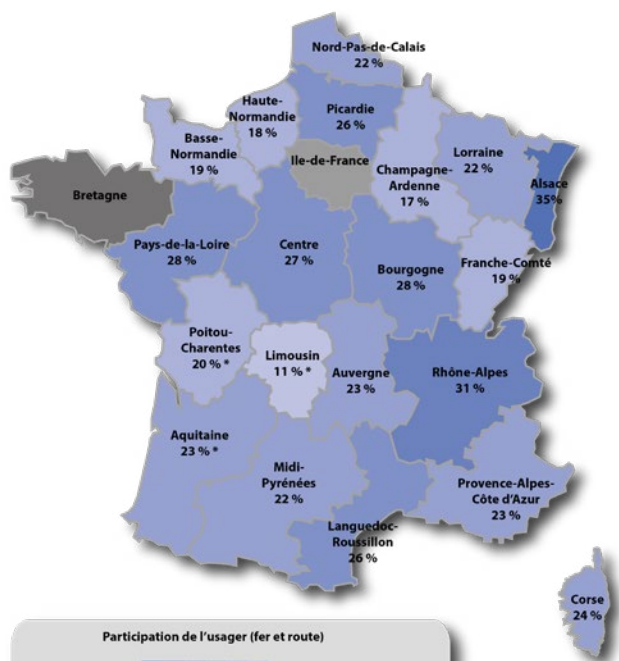 Nord-Pas-de-Calais
22 %
Haute-
Normandie
18 %
Picardie
26 %
Basse-
Normandie
19 %
Ile-de-France
Champagne-
Ardenne
17 %
Lorraine
22 %
Alsace
35%
Bretagne
Pays-de-la-Loire
28 %
Centre
27 %
Bourgogne
28 %
Franche-Comté
19 %
Poitou-
Charentes
20 % *
Limousin
11 % *
Auvergne
23 %
Rhône-Alpes
31 %
Aquitaine
23 % *
Midi-
Pyrénées
22 %
Languedoc-
Roussillon
26 %
Provence-Alpes-
Côte d'Azur
23 %
Corse
24 %
Participation de l'usager (fer et route)